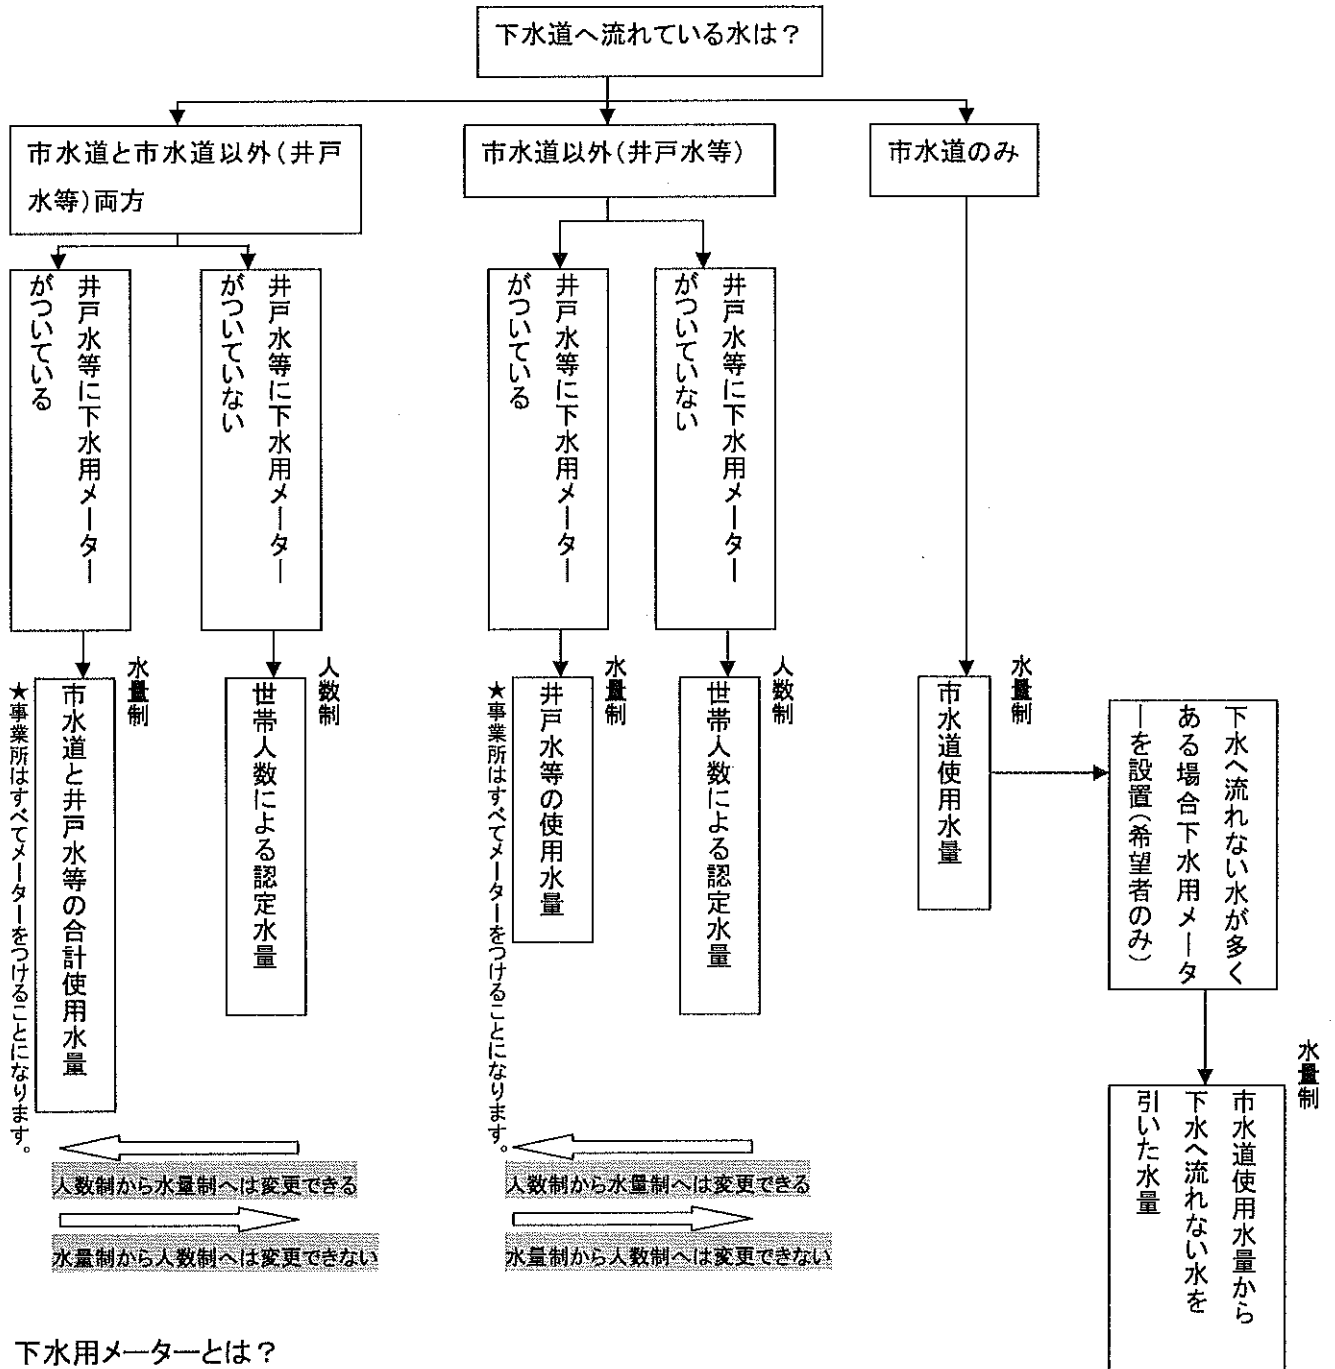 下水道へ流れている水は？
市水道と市水道以外(井戸
水等)両方
市水道以外(井戸水等)
市水道のみ
井戸水等に下水用メーター
がついている
井戸水等に下水用メーター
がついていない
井戸水等に下水用メーター
がついている
井戸水等に下水用メーター
がついていない
水量制
市水道と井戸水等の合計使用水量
★事業所はすべてメーターをつけることになります。
人数制
世帯人数による認定水量
水量制
井戸水等の使用水量
★事業所はすべてメーターをつけることになります。
人数制
世帯人数による認定水量
水量制
市水道使用水量
下水へ流れない水が多く
ある場合下水用メータ
ーを設置(希望者のみ)
水量制
市水道使用水量から
下水へ流れない水を
引いた水量
人数制から水量制へは変更できる
水量制から人数制へは変更できない
人数制から水量制へは変更できる
水量制から人数制へは変更できない
下水用メーターとは？